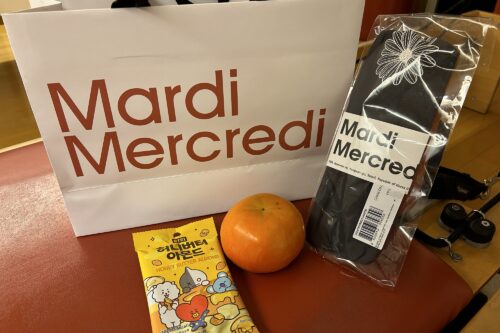 Mardi
Mercredi
Mardi
Mercredi
허니버터
아몬드
HONEY BUTTER ALMOND